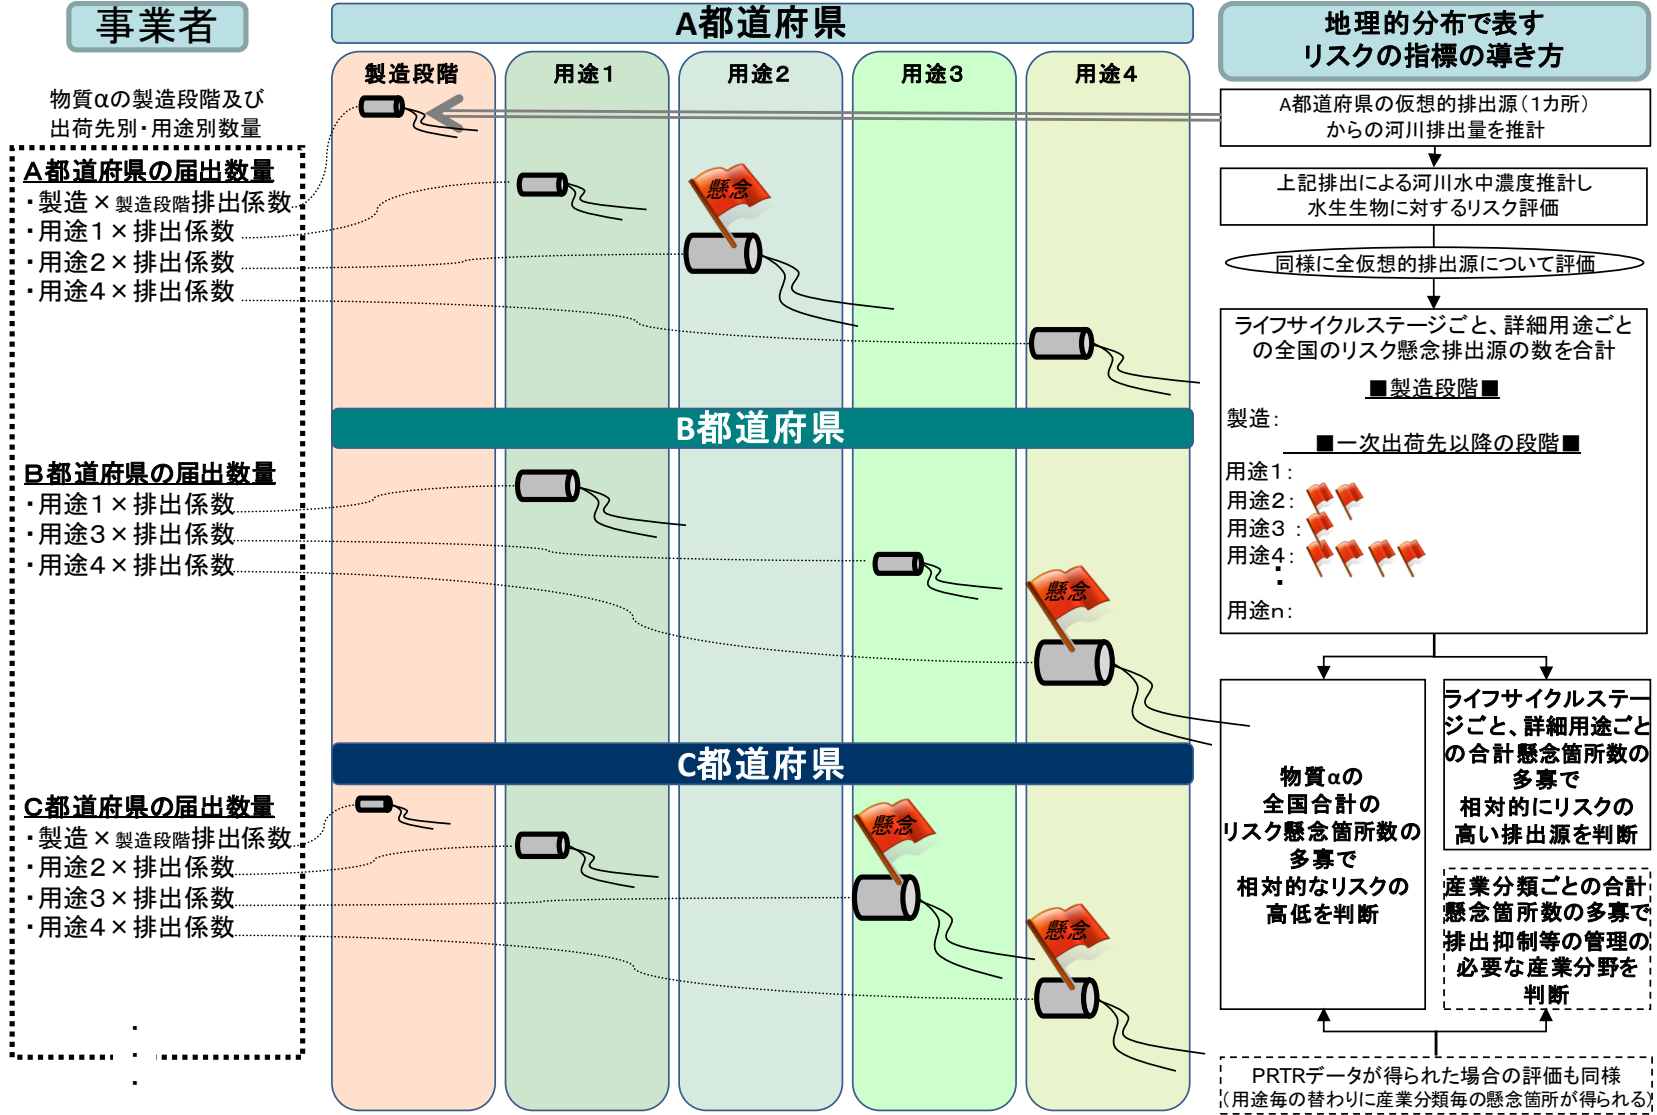 事業者
物質αの製造段階及び
出荷先別・用途別数量
A都道府県の届出数量
・製造×製造段階排出係数
・用途1×排出係数
・用途2×排出係数
・用途4×排出係数
B都道府県の届出数量
・用途1×排出係数
・用途3×排出係数
・用途4×排出係数
C都道府県の届出数量
・製造×製造段階排出係数
・用途2×排出係数
・用途3×排出係数
・用途4×排出係数
A都道府県
製造段階
用途1
用途2
用途3
用途4
懸念
B都道府県
懸念
C都道府県
懸念
懸念
地理的分布で表す
リスクの指標の導き方
A都道府県の仮想的排出源(1カ所)
からの河川排出量を推計
上記排出による河川水中濃度推計し
水生生物に対するリスク評価
同様に全仮想的排出源について評価
ライフサイクルステージごと、詳細用途ごと
の全国のリスク懸念排出源の数を合計
■製造段階■
製造:
■一次出荷先以降の段階■
用途1:
用途2:
用途3:
用途4:
用途n:
物質αの
全国合計の
リスク懸念箇所数の
多寡で
相対的なリスクの
高低を判断
ライフサイクルステー
ジごと、詳細用途ごと
の合計懸念箇所数の
多寡で
相対的にリスクの
高い排出源を判断
産業分類ごとの合計
懸念箇所数の多寡で
排出抑制等の管理の
必要な産業分野を
判断
PRTRデータが得られた場合の評価も同様
(用途毎の替わりに産業分類毎の懸念箇所が得られる)